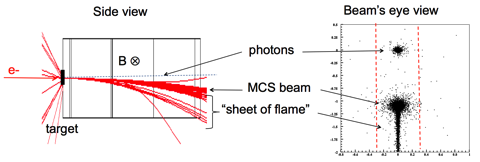 Side view
Beam's eye view
B ⊗
photons
e-
MCS beam
"sheet of flame"
target